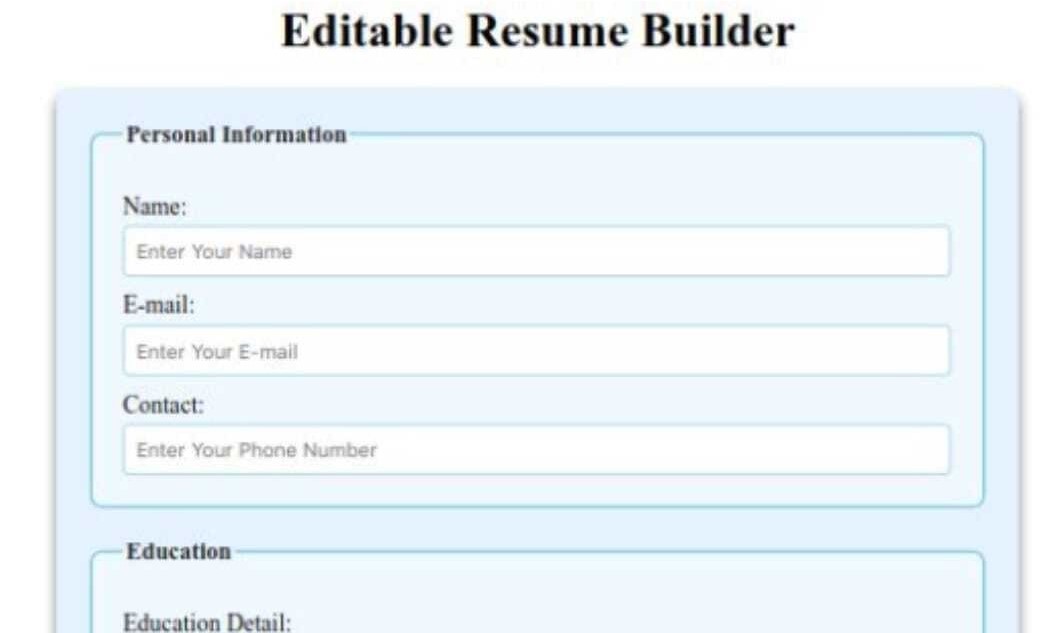 Editable Resume Builder
Personal Information
Name:
Enter Your Name
E-mail:
Enter Your E-mail
Contact:
Enter Your Phone Number
Education
Education Detail: